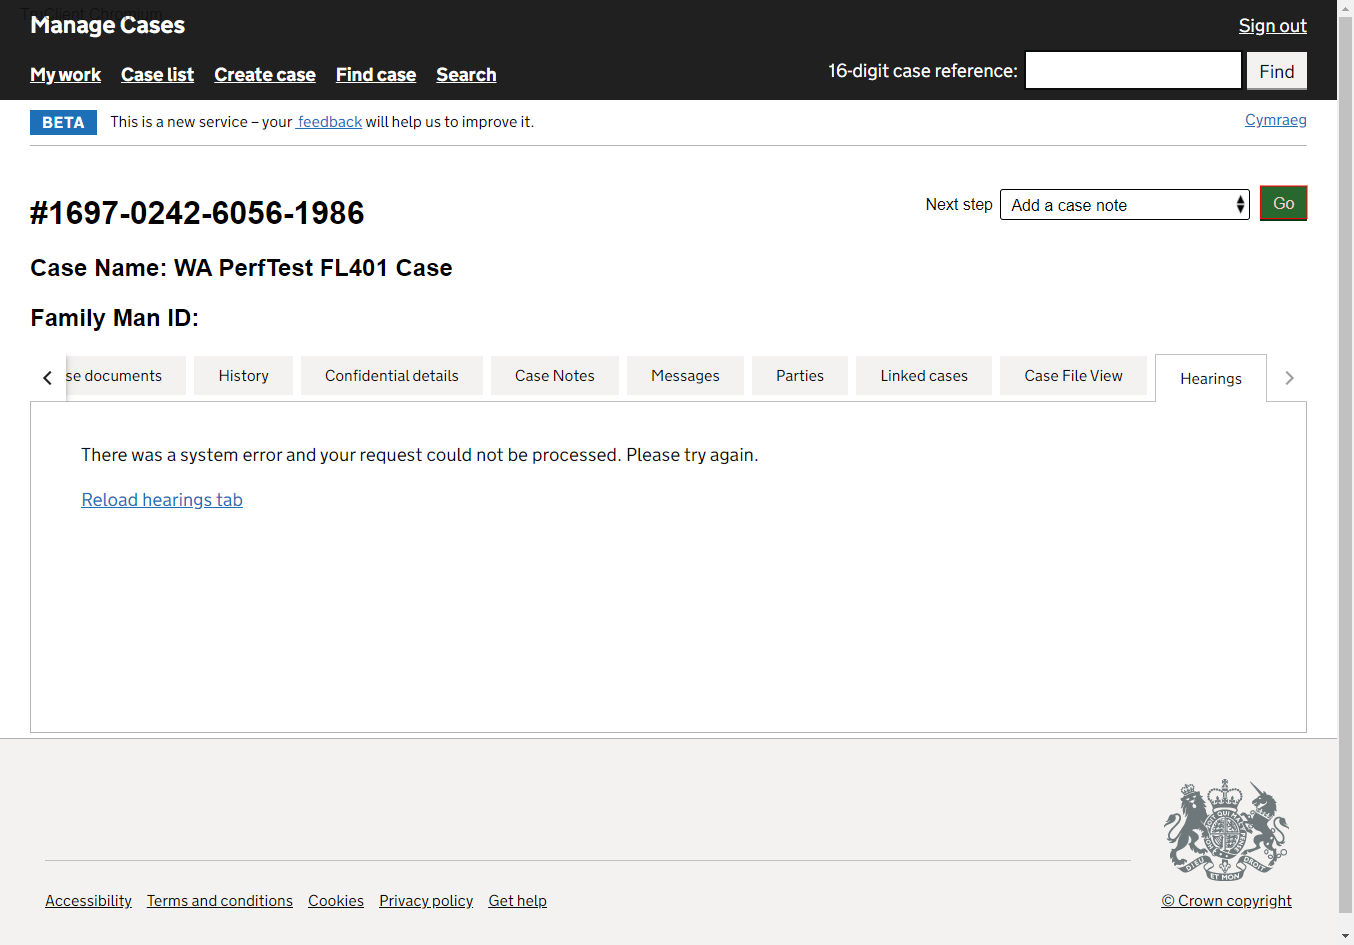 TruClient Chromium
Manage Cases
Sign out
My work Case list Create case Find case Search
16-digit case reference: Find
BETA This is a new service – your feedback will help us to improve it.
Cymraeg
#1697-0242-6056-1986
Next step Add a case note Go
Case Name: WA PerfTest FL401 Case
Family Man ID:
se documents History Confidential details Case Notes Messages Parties Linked cases Case File View Hearings
There was a system error and your request could not be processed. Please try again.
Reload hearings tab
DIEU ET MON DROIT
Accessibility Terms and conditions Cookies Privacy policy Get help
© Crown copyright